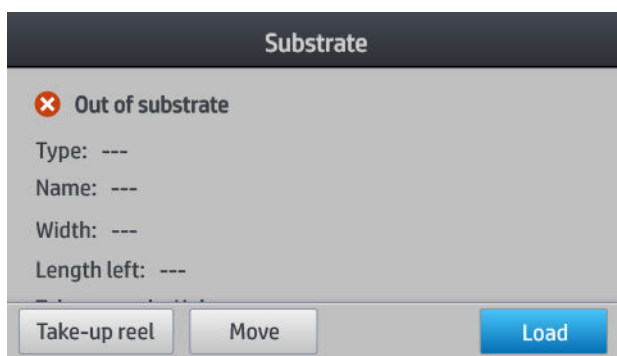 Substrate
Out of substrate
Type: ---
Name: ---
Width: ---
Length left: ---
Take-up reel
Move
Load